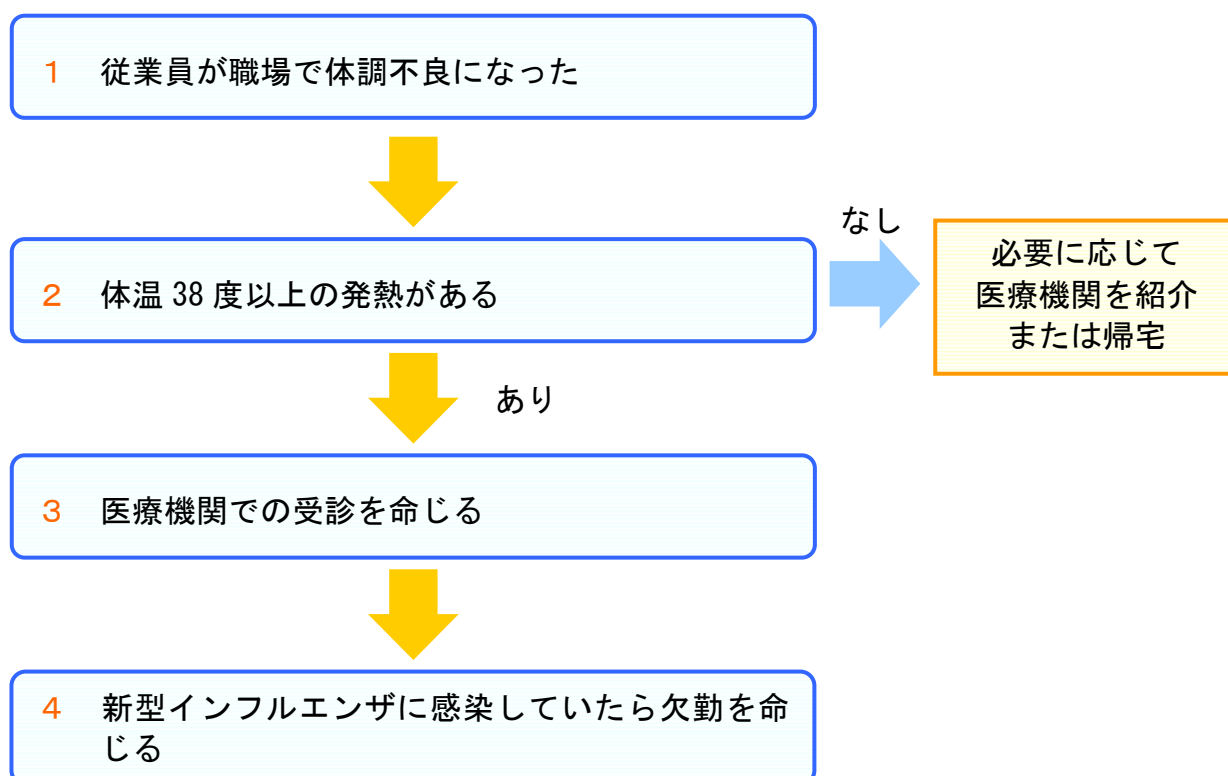 1 従業員が職場で体調不良になった
なし
2 体温 38 度以上の発熱がある
必要に応じて
医療機関を紹介
または帰宅
あり
3 医療機関での受診を命じる
4 新型インフルエンザに感染していたら欠勤を命
じる